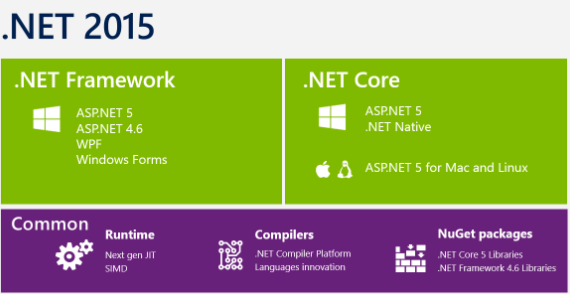 .NET 2015
.NET Framework
ASP.NET 5
ASP.NET 4.6
WPF
Windows Forms
.NET Core
ASP.NET 5
.NET Native
ASP.NET 5 for Mac and Linux
Common
Runtime
Next gen JIT
SIMD
Compilers
.NET Compiler Platform
Languages innovation
NuGet packages
.NET Core 5 Libraries
.NET Framework 4.6 Libraries